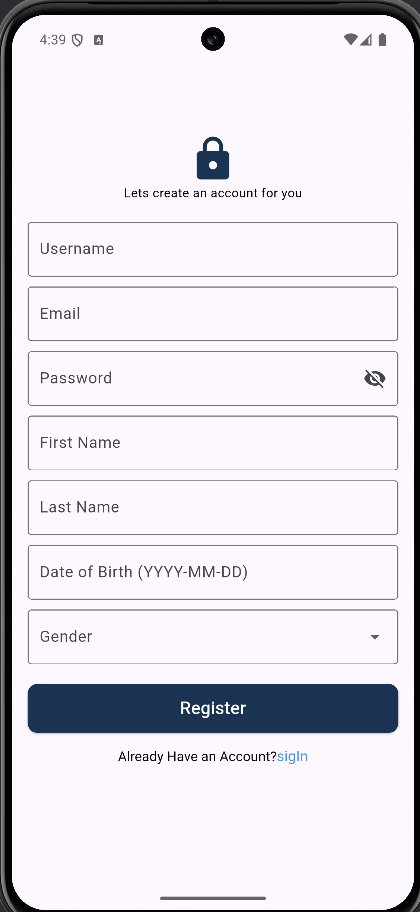 4:39
Lets create an account for you
Username
Email
Password
First Name
Last Name
Date of Birth (YYYY-MM-DD)
Gender
Register
Already Have an Account?sigIn